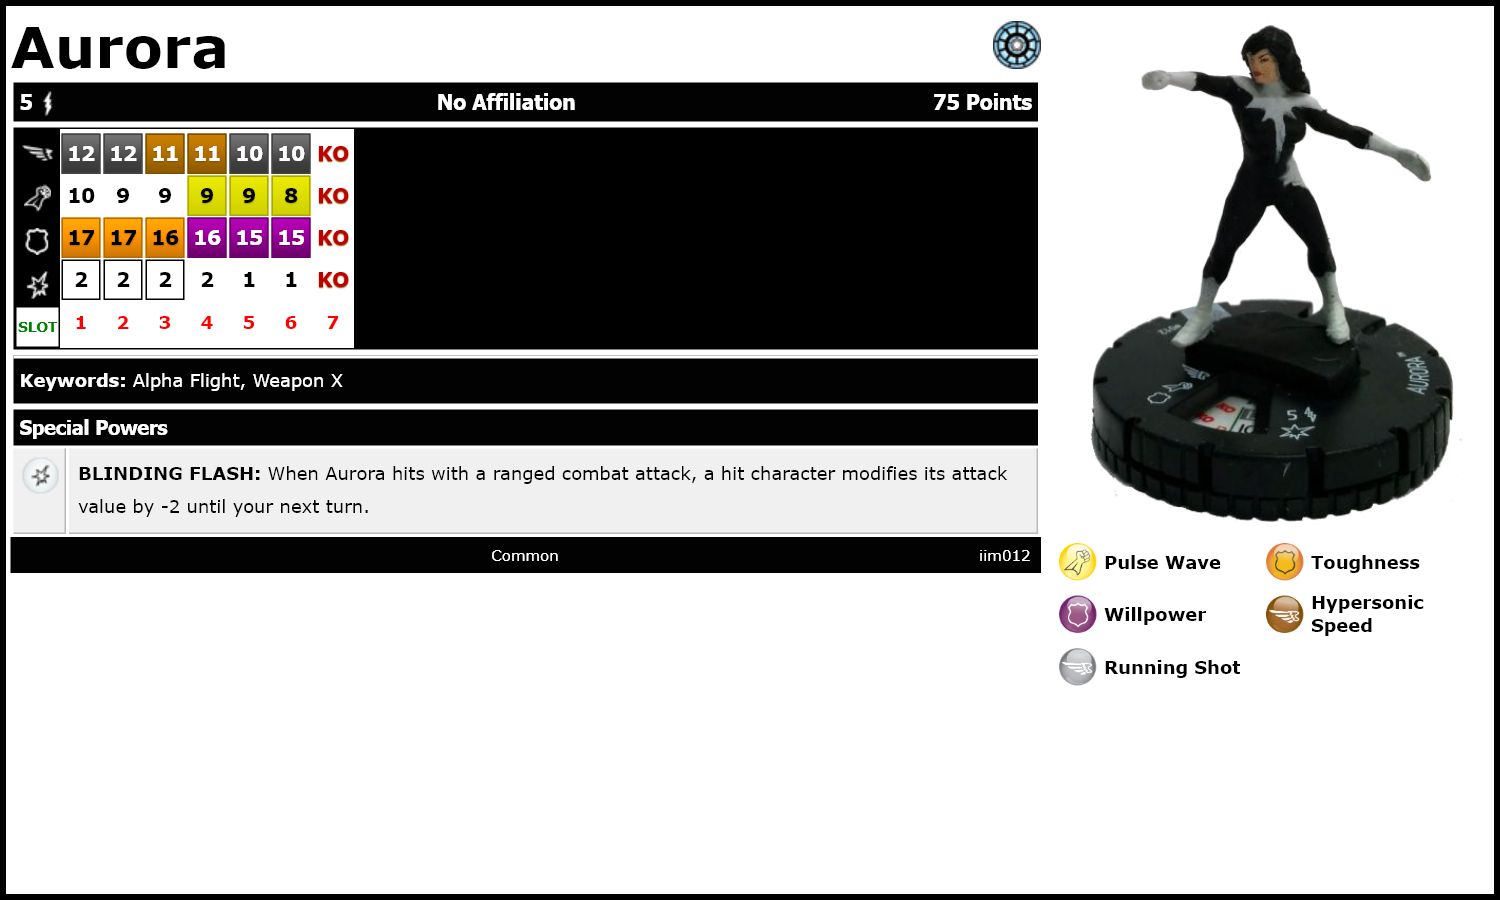 Aurora
5 No Affiliation 75 Points
12 12 11 11 10 10 KO
10 9 9 9 9 8 KO
17 17 16 16 15 15 KO
2 2 2 2 1 1 KO
SLOT 1 2 3 4 5 6 7
Keywords: Alpha Flight, Weapon X
Special Powers
BLINDING FLASH: When Aurora hits with a ranged combat attack, a hit character modifies its attack
value by -2 until your next turn.
Common iim012
#012
AURORA
5
KO
Pulse Wave
Toughness
Willpower
Hypersonic
Speed
Running Shot